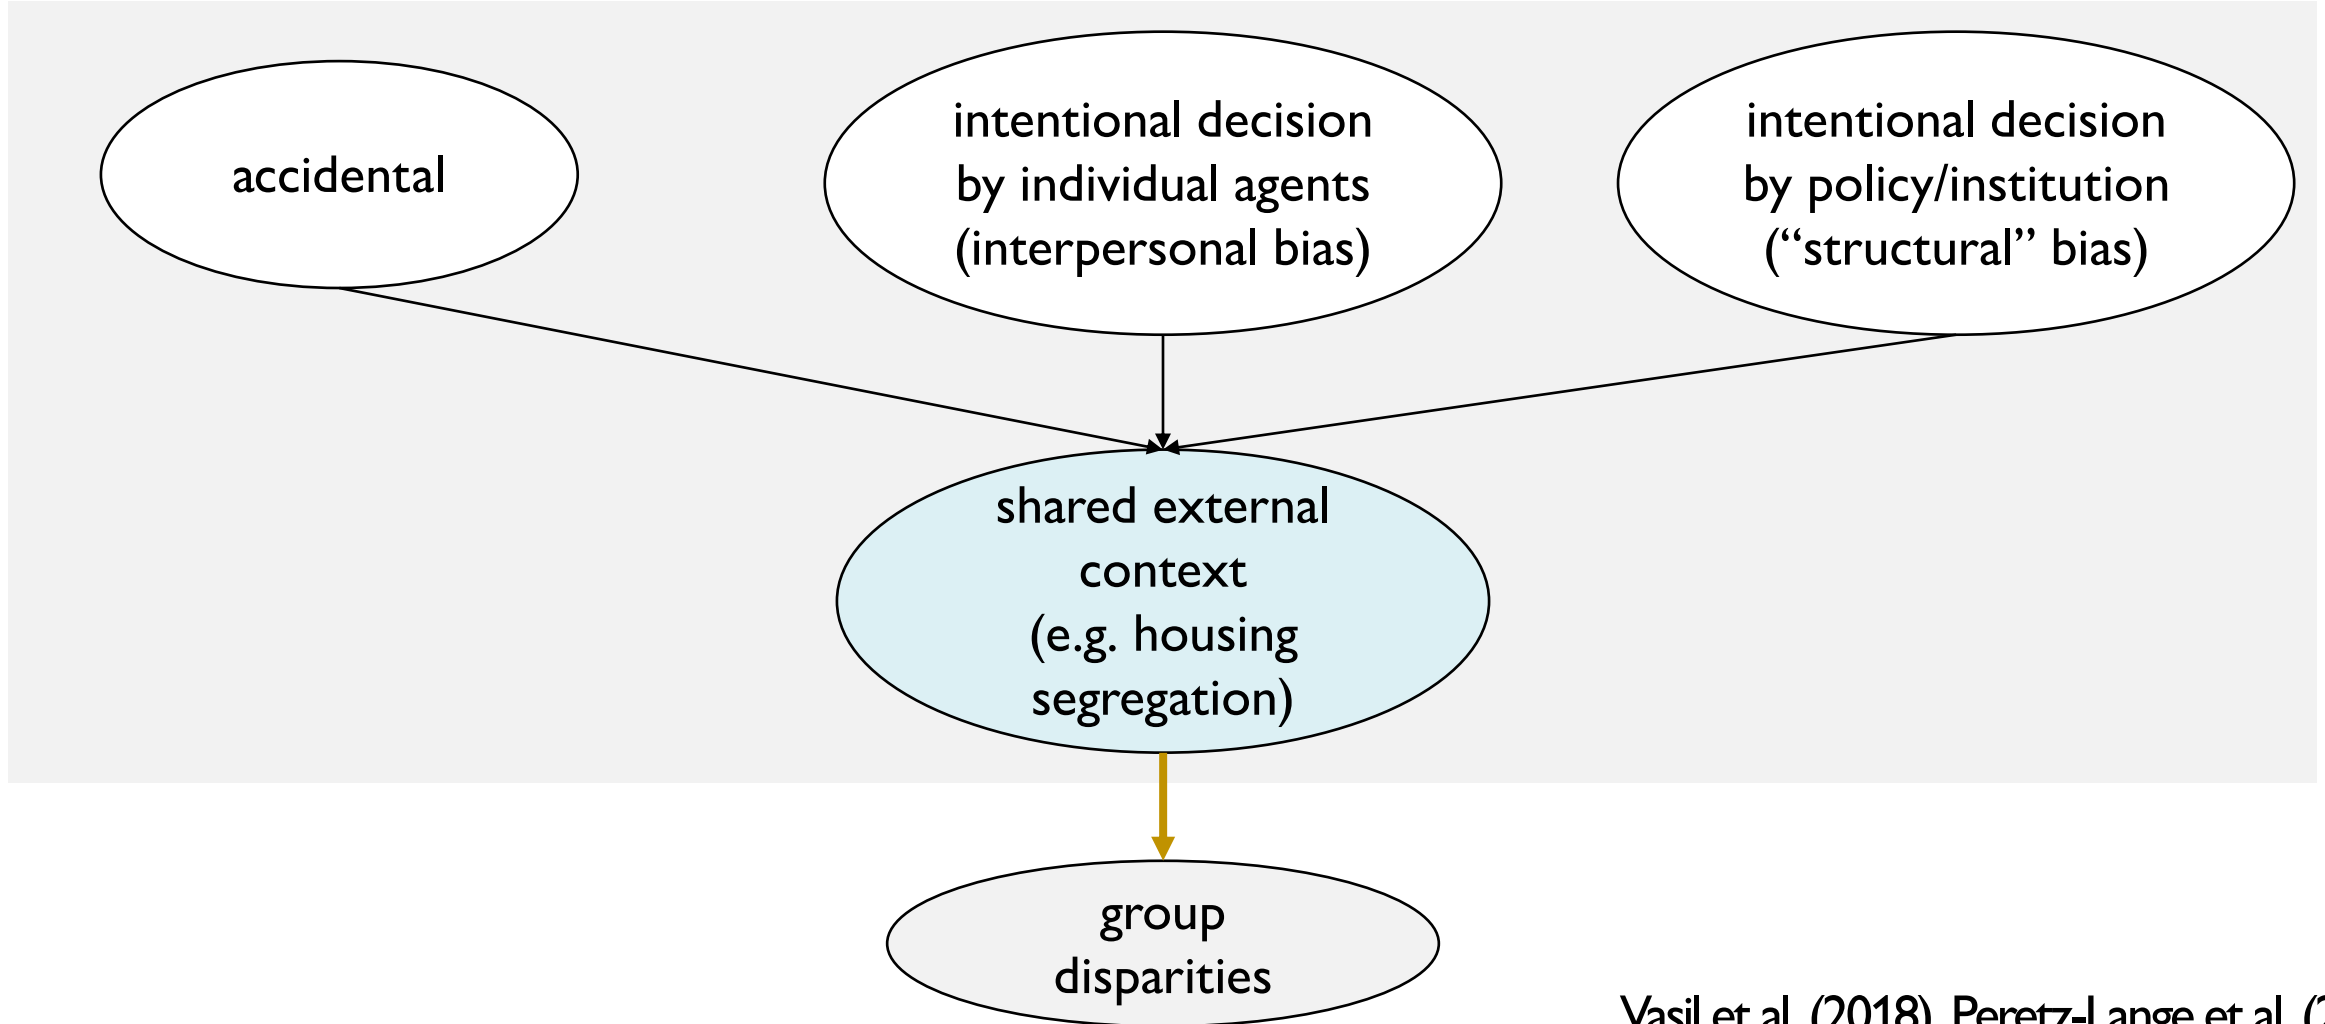 accidental
intentional decision
by individual agents
(interpersonal bias)
intentional decision
by policy/institution
(“structural” bias)
shared external
context
(e.g. housing
segregation)
group
disparities
Vasil et al. (2018), Peretz-Lange et al. (